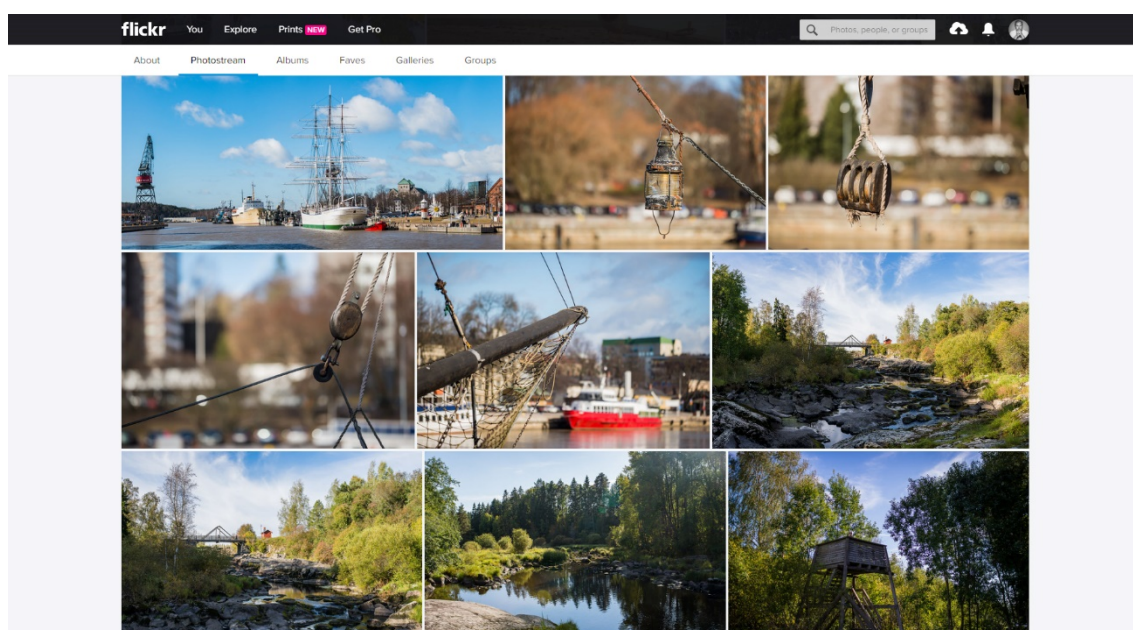 flickr You Explore Prints NEW Get Pro Photos, people, or groups
About Photostream Albums Faves Galleries Groups